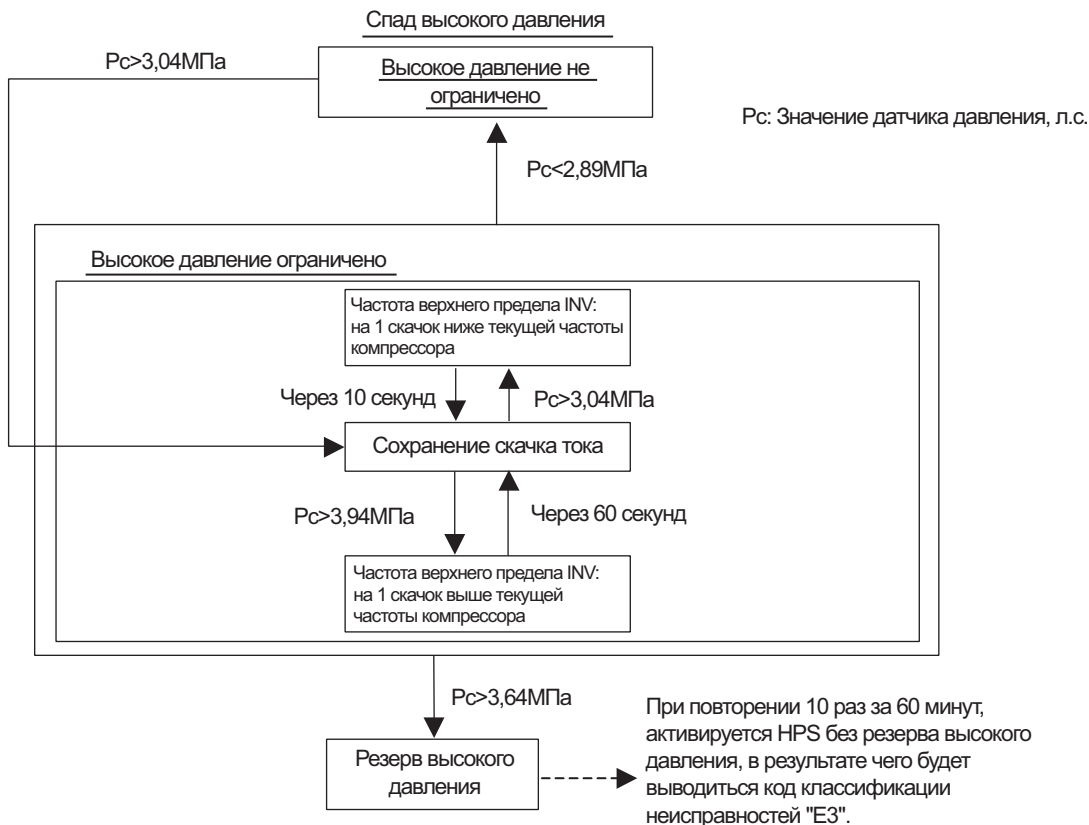 Спад высокого давления
Pc>3,04МПа
Высокое давление не
ограничено
Pc: Значение датчика давления, л.с.
Pc<2,89МПа
Высокое давление ограничено
Частота верхнего предела INV:
на 1 скачок ниже текущей частоты
компрессора
Через 10 секунд
Pc>3,04МПа
Сохранение скачка тока
Pc>3,94МПа
Через 60 секунд
Частота верхнего предела INV:
на 1 скачок выше текущей
частоты компрессора
Pc>3,64МПа
Резерв высокого
давления
При повторении 10 раз за 60 минут,
активируется HPS без резерва высокого
давления, в результате чего будет
выводиться код классификации
неисправностей "E3".